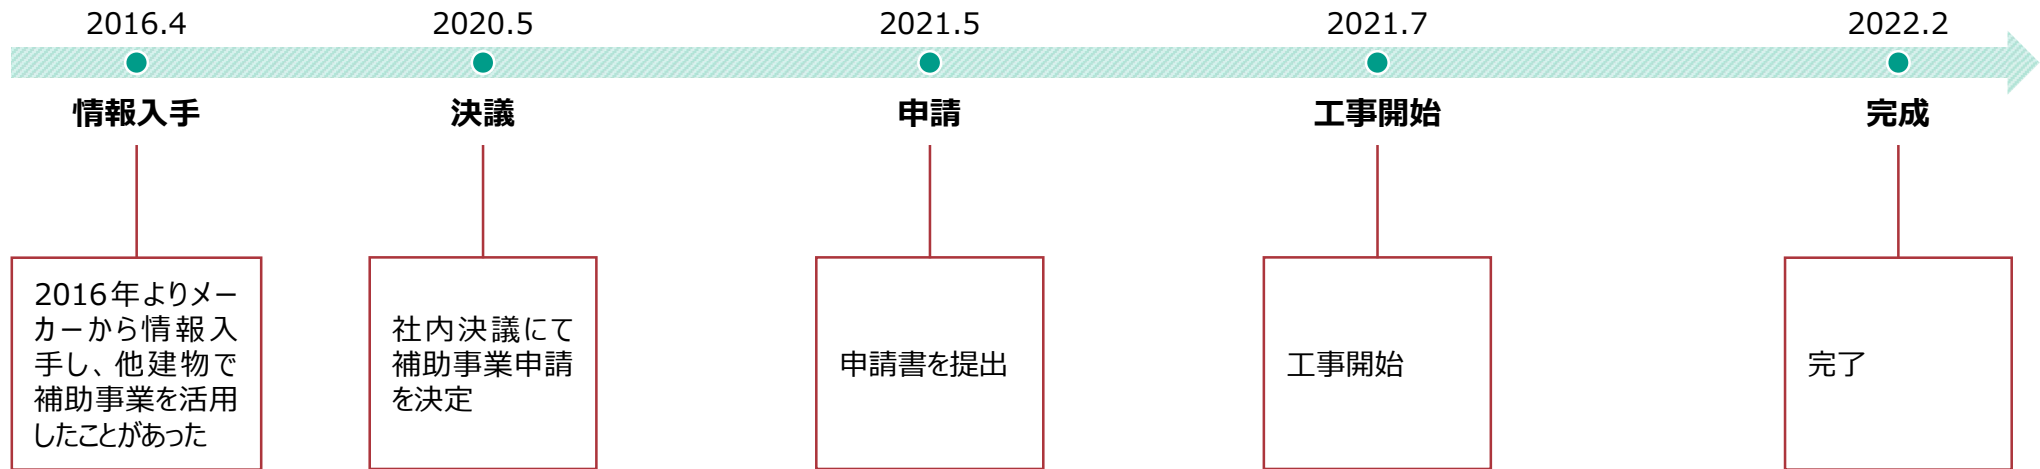 2016.4
2020.5
2021.5
2021.7
2022.2
情報入手
決議
申請
工事開始
完成
2016年よりメー
カーから情報入
手し、他建物で
補助事業を活用
したことがあった
社内決議にて
補助事業申請
を決定
申請書を提出
工事開始
完了